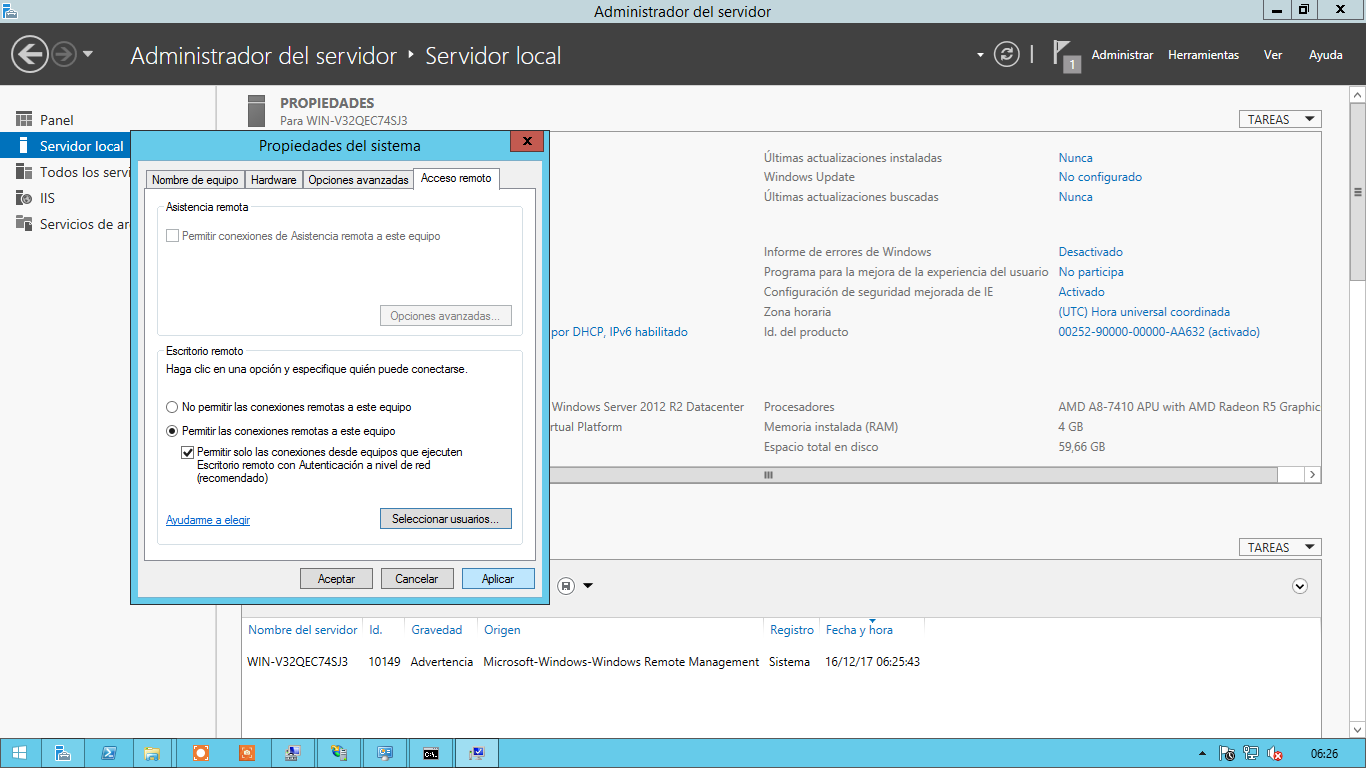 Administrador del servidor
Administrador del servidor ‣ Servidor local
1
Administrar
Herramientas
Ver
Ayuda
Panel
Servidor local
Todos los servi
IIS
Servicios de ar
PROPIEDADES
Para WIN-V32QEC74SJ3
TAREAS
Propiedades del sistema
Nombre de equipo
Hardware
Opciones avanzadas
Acceso remoto
Asistencia remota
Permitir conexiones de Asistencia remota a este equipo
Opciones avanzadas...
Escritorio remoto
Haga clic en una opción y especifique quién puede conectarse.
No permitir las conexiones remotas a este equipo
Permitir las conexiones remotas a este equipo
Permitir solo las conexiones desde equipos que ejecuten
Escritorio remoto con Autenticación a nivel de red
(recomendado)
Ayudarme a elegir
Seleccionar usuarios...
Aceptar
Cancelar
Aplicar
Últimas actualizaciones instaladas Nunca
Windows Update No configurado
Últimas actualizaciones buscadas Nunca
Informe de errores de Windows Desactivado
Programa para la mejora de la experiencia del usuario No participa
Configuración de seguridad mejorada de IE Activado
Zona horaria (UTC) Hora universal coordinada
por DHCP, IPv6 habilitado Id. del producto 00252-90000-00000-AA632 (activado)
Windows Server 2012 R2 Datacenter Procesadores AMD A8-7410 APU with AMD Radeon R5 Graphic
rtual Platform Memoria instalada (RAM) 4 GB
Espacio total en disco 59,66 GB
TAREAS
Nombre del servidor Id. Gravedad Origen Registro Fecha y hora
WIN-V32QEC74SJ3 10149 Advertencia Microsoft-Windows-Windows Remote Management Sistema 16/12/17 06:25:43
06:26